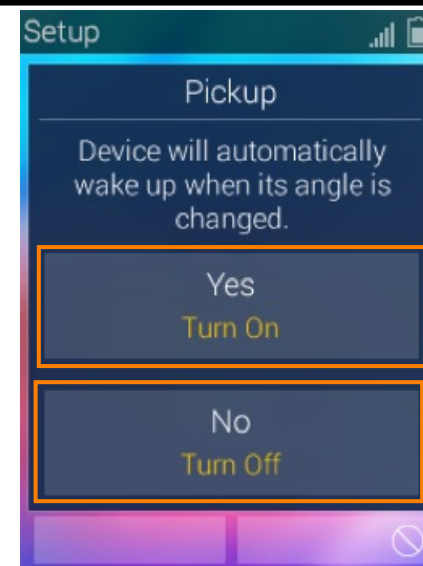 Setup
Pickup
Device will automatically
wake up when its angle is
changed.
Yes
Turn On
No
Turn Off